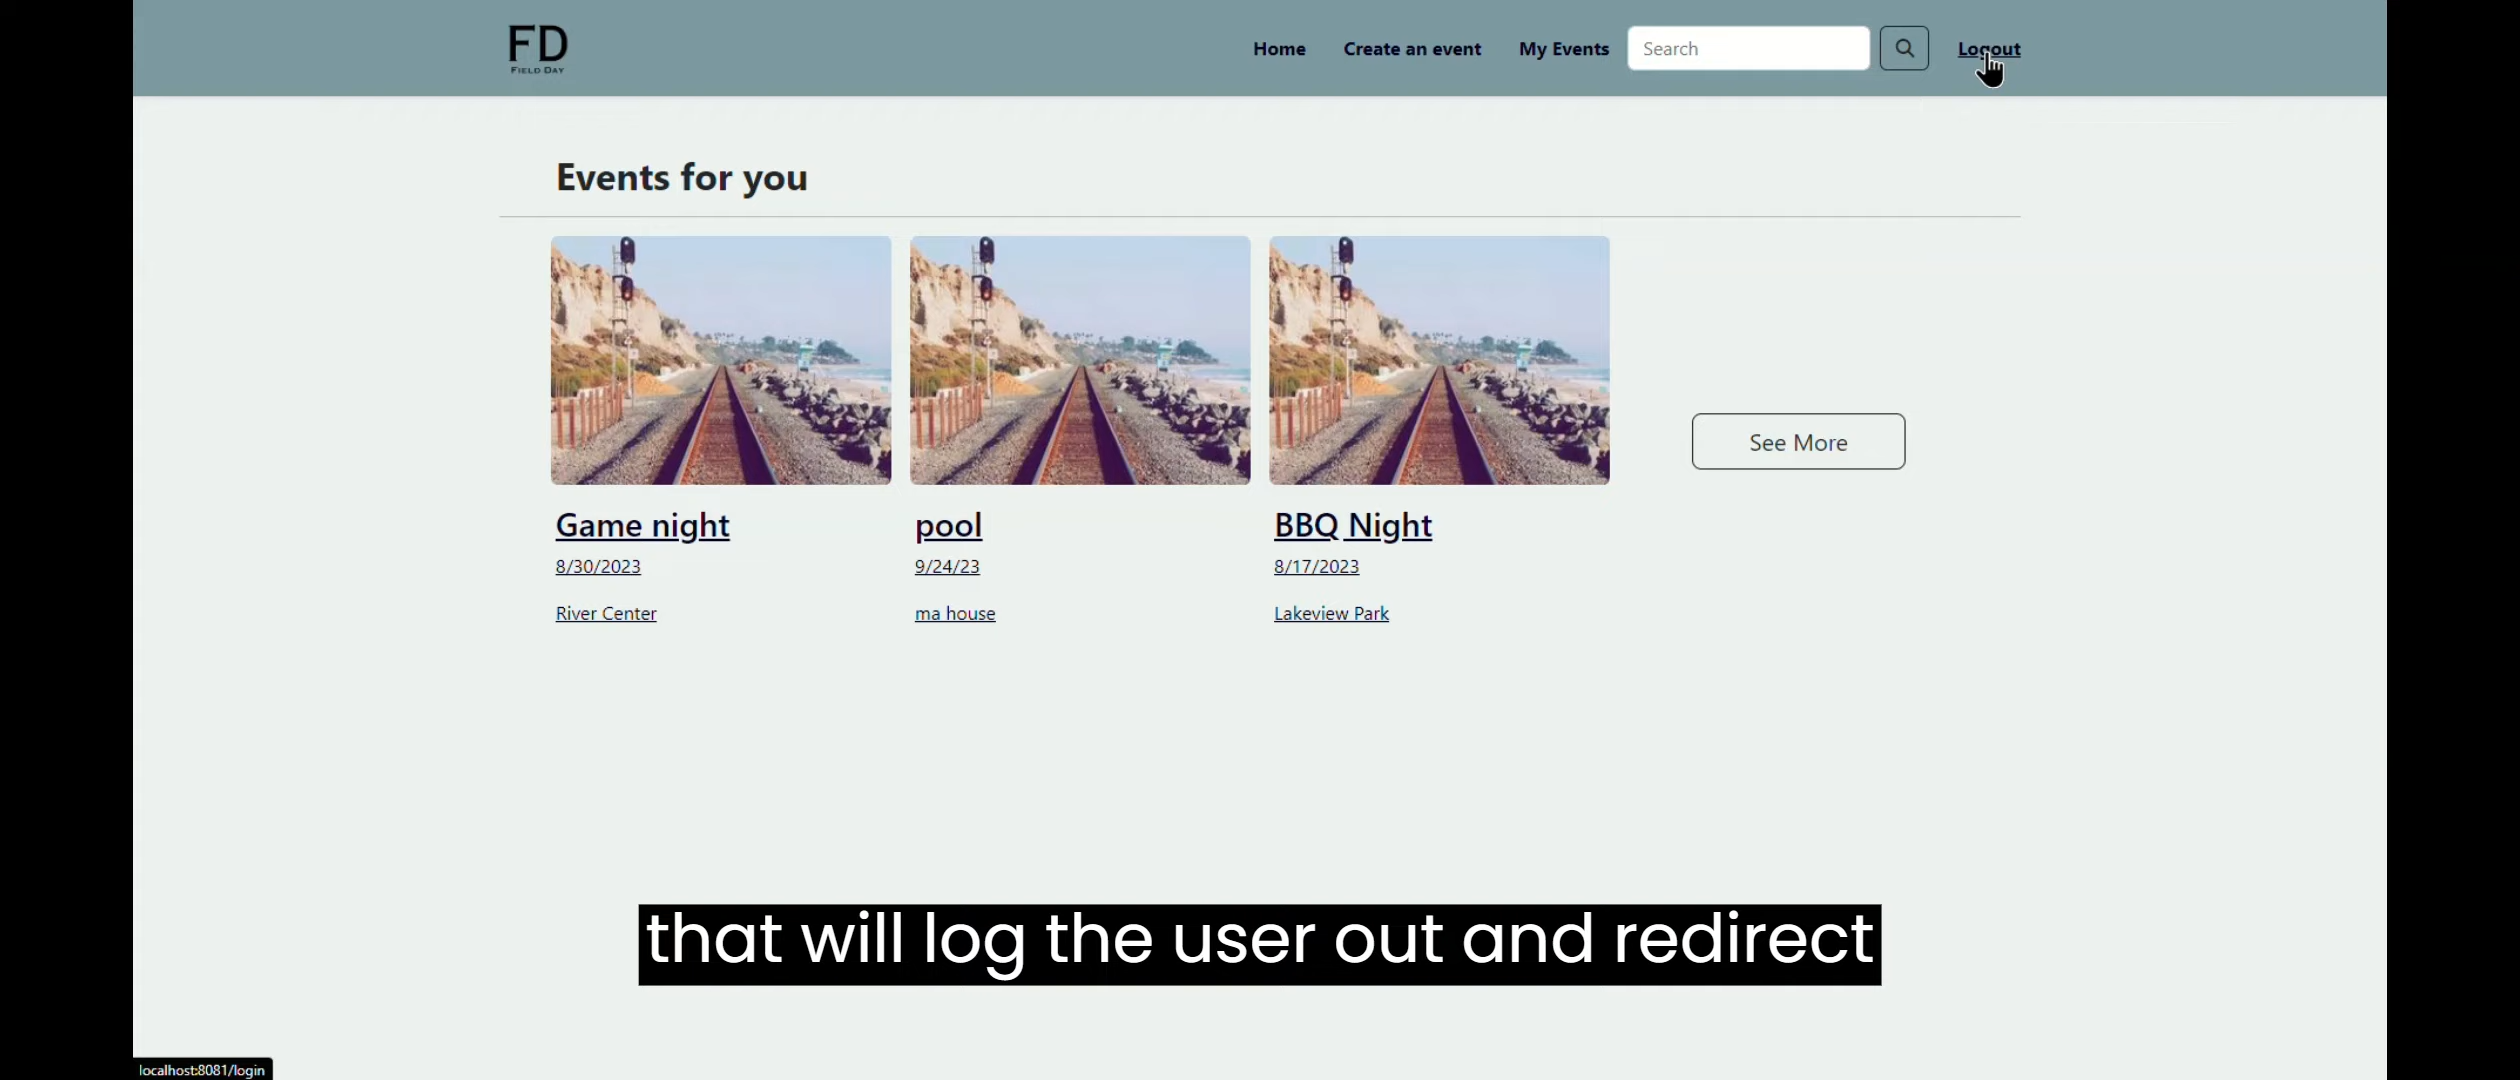 FD
FIELD DAY
Home
Create an event
My Events
Search
Logout
Events for you
See More
Game night
pool
BBQ Night
8/30/2023
9/24/23
8/17/2023
River Center
ma house
Lakeview Park
that will log the user out and redirect
localhost:8081/login